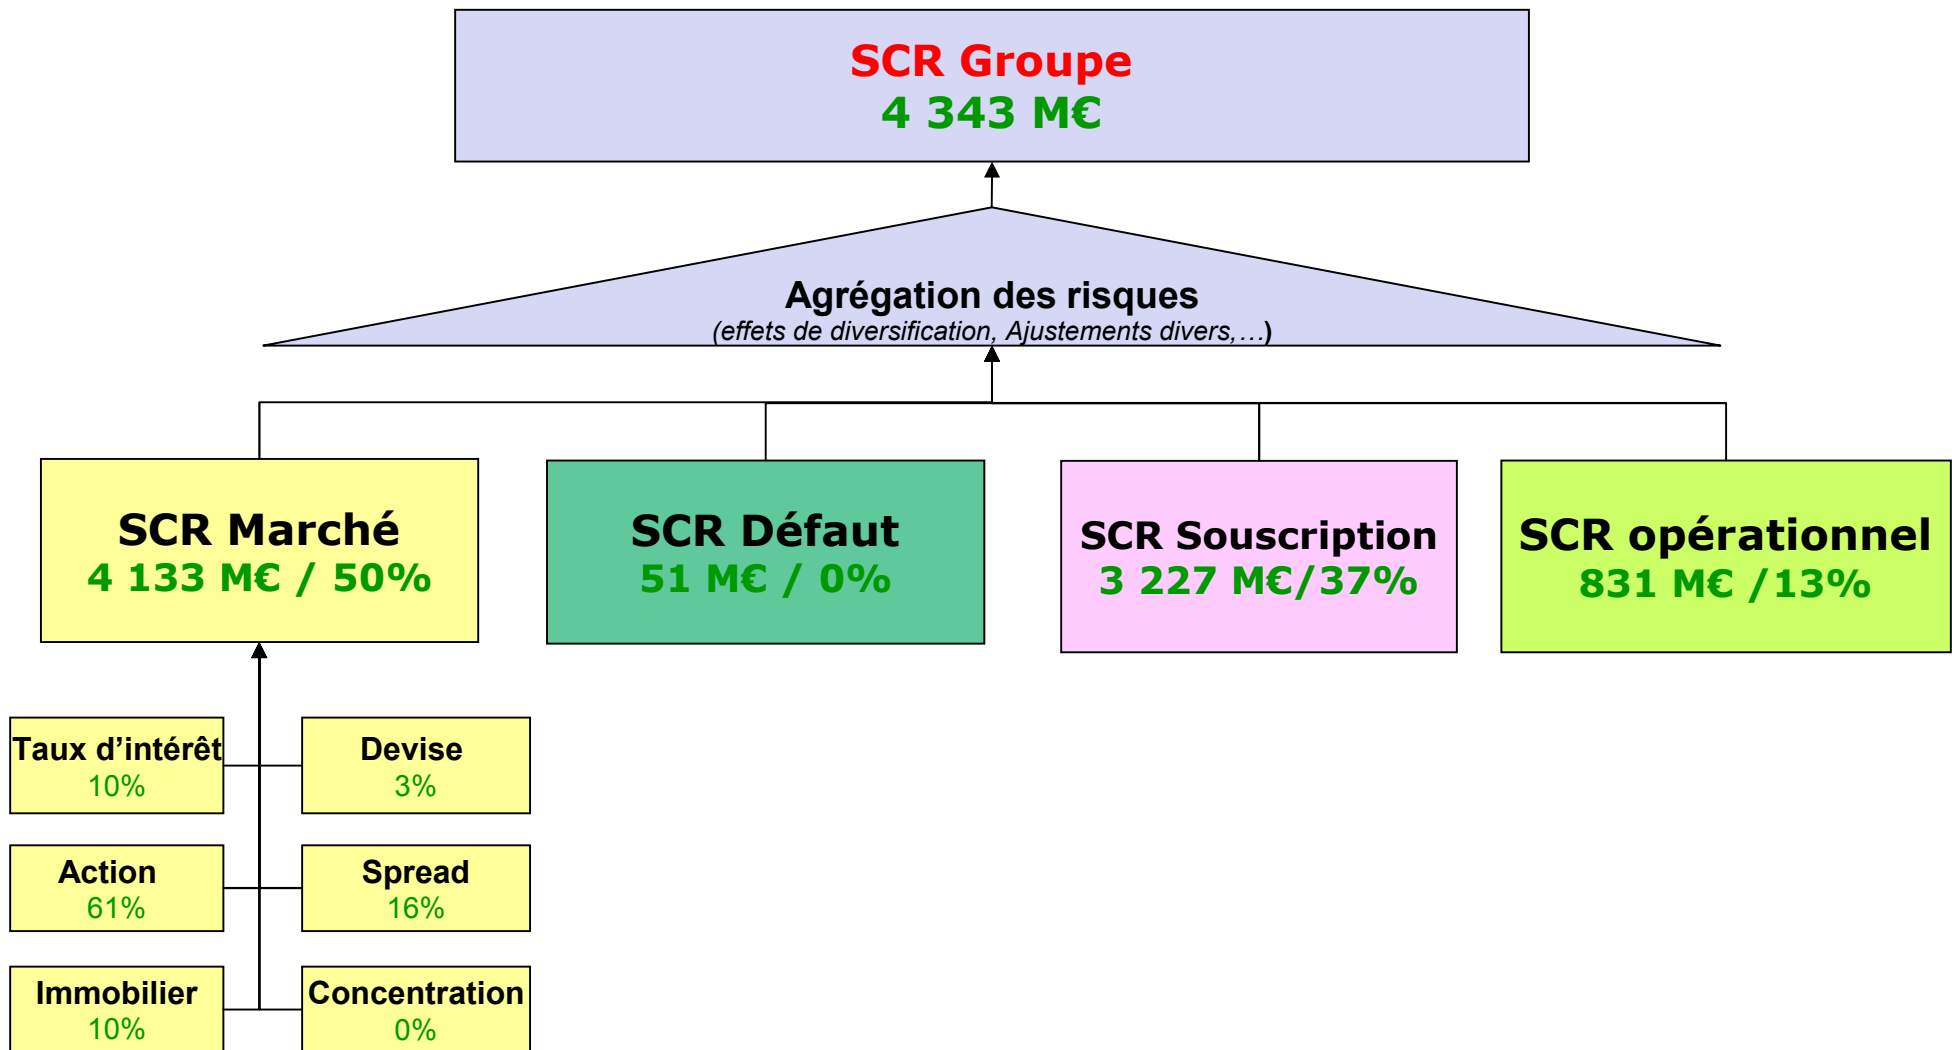 SCR Groupe
4 343 M€
Agrégation des risques
(effets de diversification, Ajustements divers,…)
SCR Marché
4 133 M€ / 50%
SCR Défaut
51 M€ / 0%
SCR Souscription
3 227 M€/37%
SCR opérationnel
831 M€ /13%
Taux d’intérêt
10%
Devise
3%
Action
61%
Spread
16%
Immobilier
10%
Concentration
0%